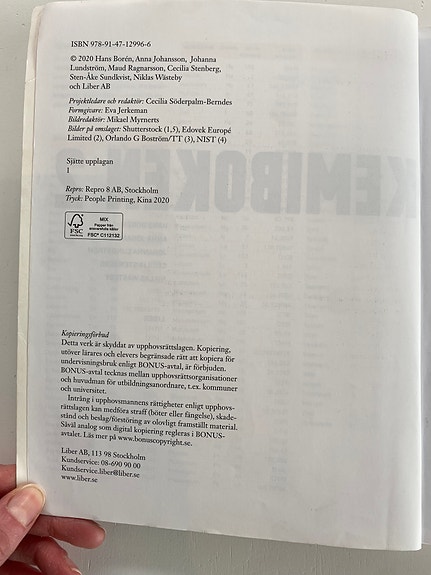 ISBN 978-91-47-12996-6
© 2020 Hans Borén, Anna Johansson, Johanna
Lundström, Maud Ragnarsson, Cecilia Stenberg,
Sten-Åke Sundkvist, Niklas Wästeby
och Liber AB
Projektledare och redaktör: Cecilia Söderpalm-Berndes
Formgivare: Eva Jerkeman
Bildredaktör: Mikael Myrnerts
Bilder på omslaget: Shutterstock (1,5), Edovek Europé
Limited (2), Orlando G Boström/TT (3), NIST (4)
Sjätte upplagan
1
Repro: Repro 8 AB, Stockholm
Tryck: People Printing, Kina 2020
FSC
MIX
Papper från
ansvarsfulla källor
FSC® C112132
KEMIBOKEN
Kopieringsförbud
Detta verk är skyddat av upphovsrättslagen. Kopiering,
utöver lärares och elevers begränsade rätt att kopiera för
undervisningsbruk enligt BONUS-avtal, är förbjuden.
BONUS-avtal tecknas mellan upphovsrättsorganisationer
och huvudman för utbildningsanordnare, t.ex. kommuner
och universitet.
Intrång i upphovsmannens rättigheter enligt upphovs-
rättslagen kan medföra straff (böter eller fängelse), skade-
stånd och beslag/förstöring av olovligt framställt material.
Såväl analog som digital kopiering regleras i BONUS-
avtalet. Läs mer på www.bonuscopyright.se.
Liber AB, 113 98 Stockholm
Kundservice: 08-690 90 00
Kundservice.liber@liber.se
www.liber.se